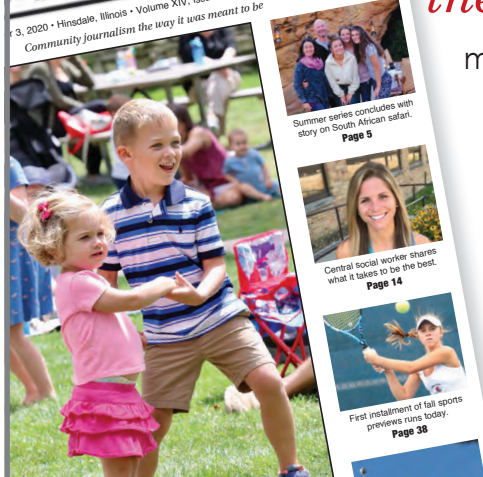 3, 2020 • Hinsdale, Illinois • Volume XIV,
Community journalism the way it was meant to be
Summer series concludes with
story on South African safari.
Page 5
Central social worker shares
what it takes to be the best.
Page 14
First installment of fall sports
previews runs today.
Page 38